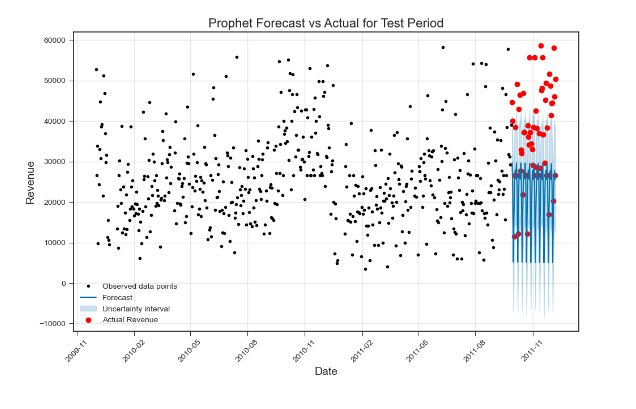 Prophet Forecast vs Actual for Test Period
60000
50000
40000
30000
20000
10000
0
−10000
Revenue
Observed data points
Forecast
Uncertainty interval
Actual Revenue
2009-11
2010-02
2010-05
2010-08
2010-11
2011-02
2011-05
2011-08
2011-11
Date